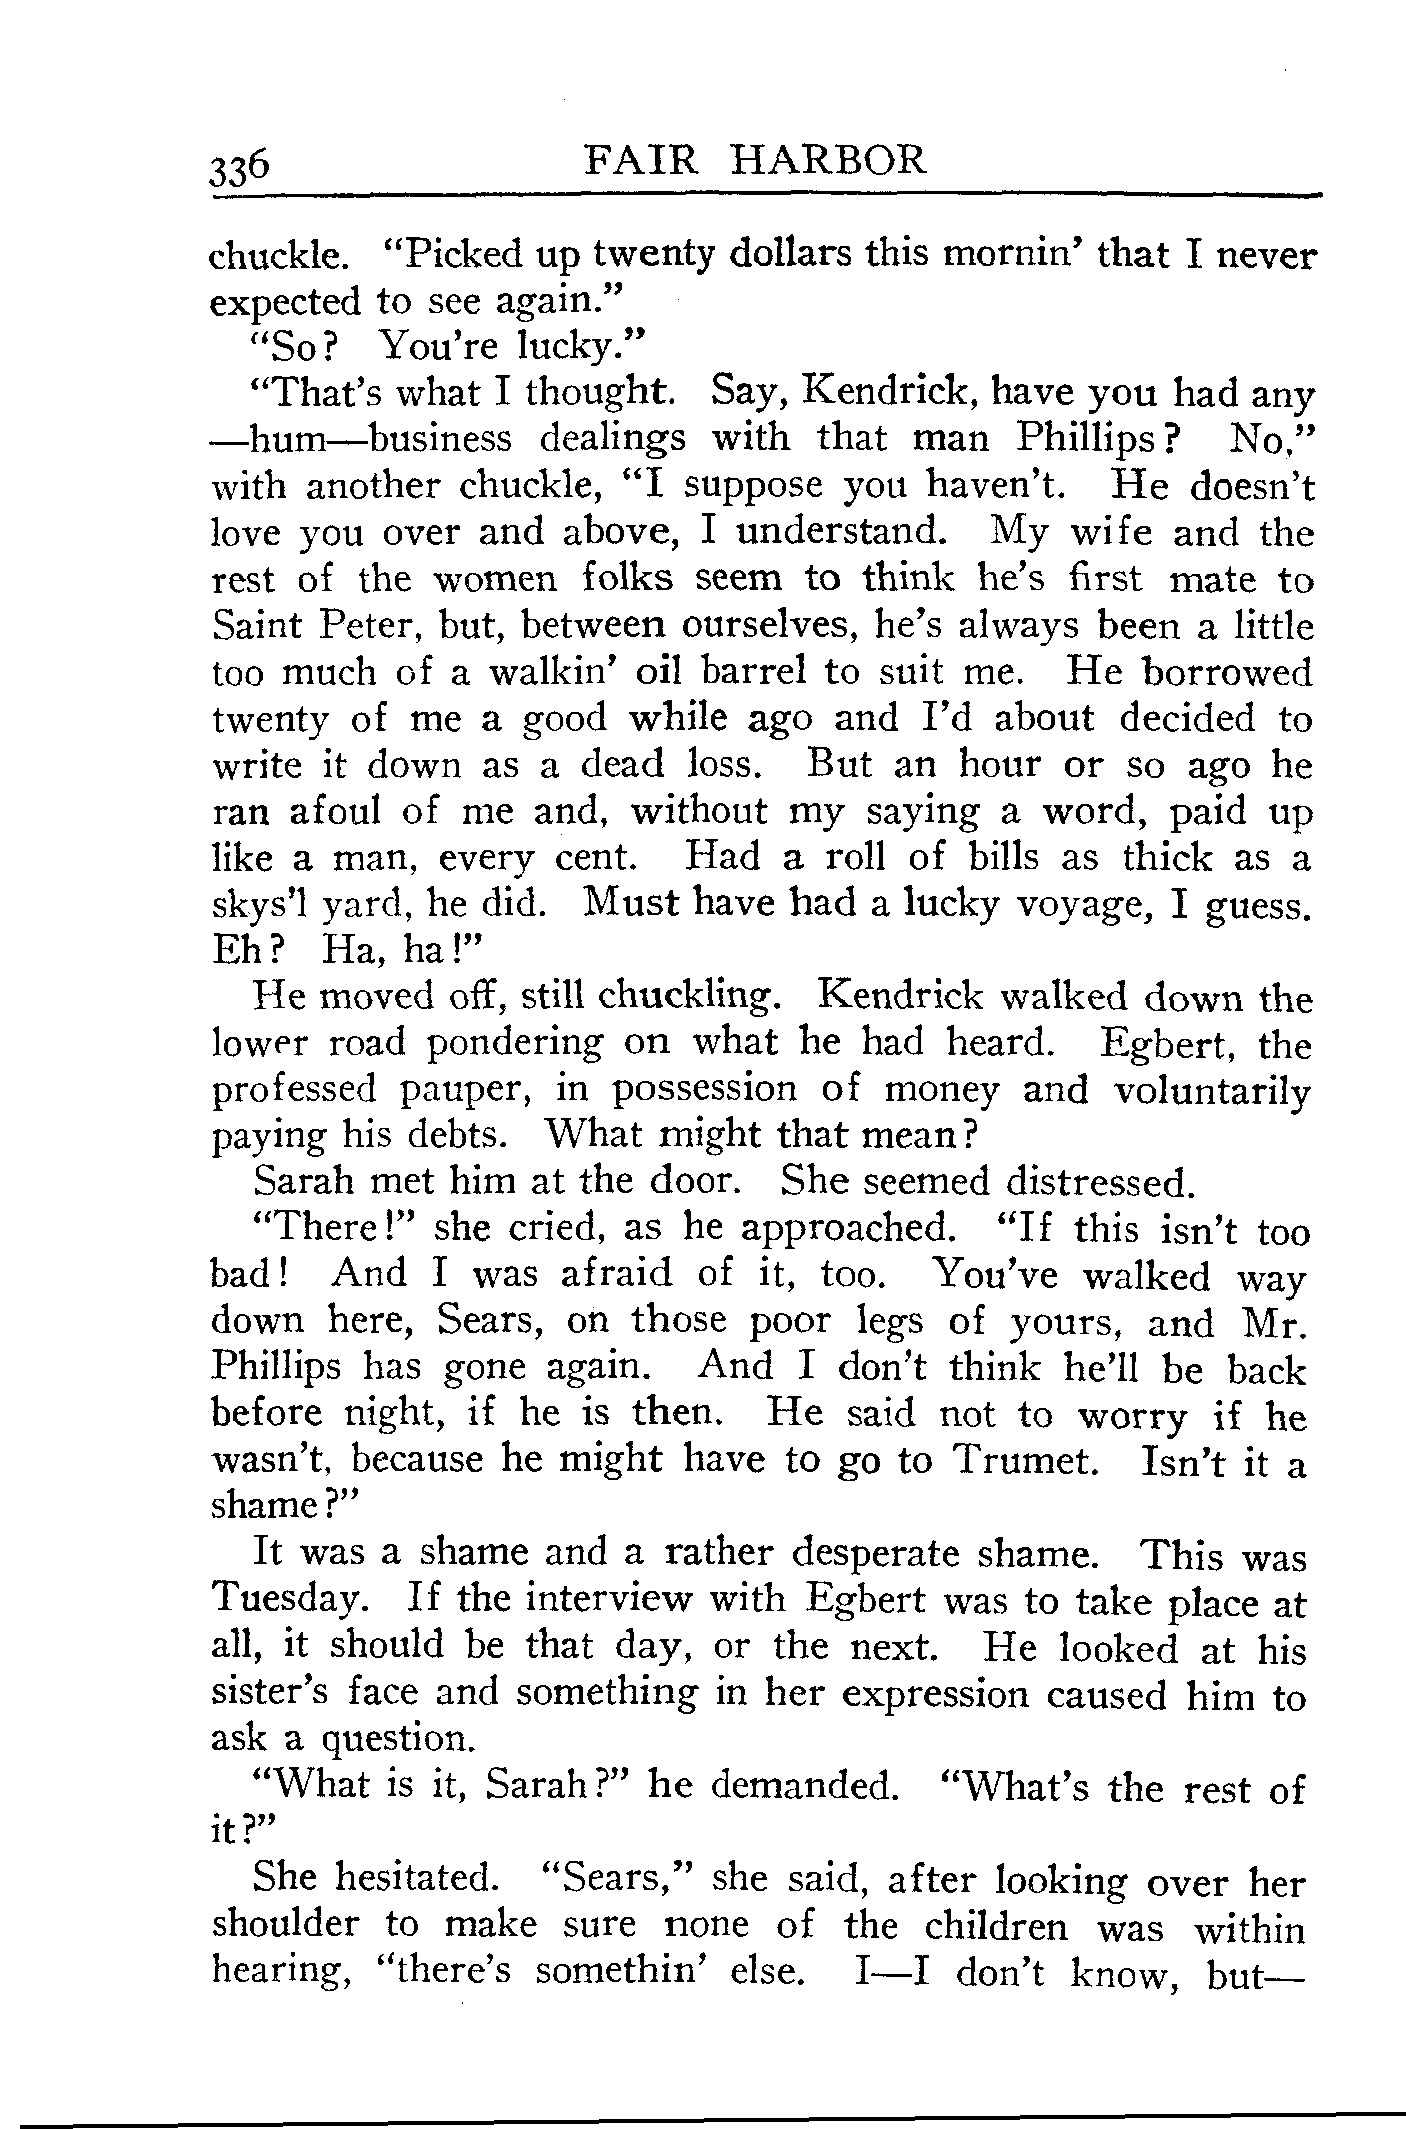 336 FAIR HARBOR
chuckle. “Picked up twenty dollars this mornin’ that I never
expected to see again.”
“So? You’re lucky.”
“That’s what I thought. Say, Kendrick, have you had any
—hum—business dealings with that man Phillips? No,”
with another chuckle, “I suppose you haven’t. He doesn’t
love you over and above, I understand. My wife and the
rest of the women folks seem to think he’s first mate to
Saint Peter, but, between ourselves, he’s always been a little
too much of a walkin’ oil barrel to suit me. He borrowed
twenty of me a good while ago and I’d about decided to
write it down as a dead loss. But an hour or so ago he
ran afoul of me and, without my saying a word, paid up
like a man, every cent. Had a roll of bills as thick as a
skys’l yard, he did. Must have had a lucky voyage, I guess.
Eh? Ha, ha!”
He moved off, still chuckling. Kendrick walked down the
lower road pondering on what he had heard. Egbert, the
professed pauper, in possession of money and voluntarily
paying his debts. What might that mean?
Sarah met him at the door. She seemed distressed.
“There!” she cried, as he approached. “If this isn’t too
bad! And I was afraid of it, too. You’ve walked way
down here, Sears, on those poor legs of yours, and Mr.
Phillips has gone again. And I don’t think he’ll be back
before night, if he is then. He said not to worry if he
wasn’t, because he might have to go to Trumet. Isn’t it a
shame?”
It was a shame and a rather desperate shame. This was
Tuesday. If the interview with Egbert was to take place at
all, it should be that day, or the next. He looked at his
sister’s face and something in her expression caused him to
ask a question.
“What is it, Sarah?” he demanded. “What’s the rest of
it?”
She hesitated. “Sears,” she said, after looking over her
shoulder to make sure none of the children was within
hearing, “there’s somethin’ else. I—I don’t know, but—